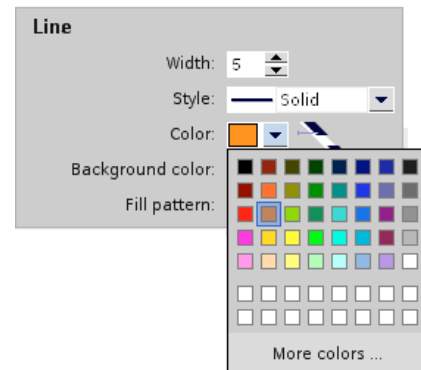 Line
Width: 5
Style: Solid
Color:
Background color:
Fill pattern:
More colors ...